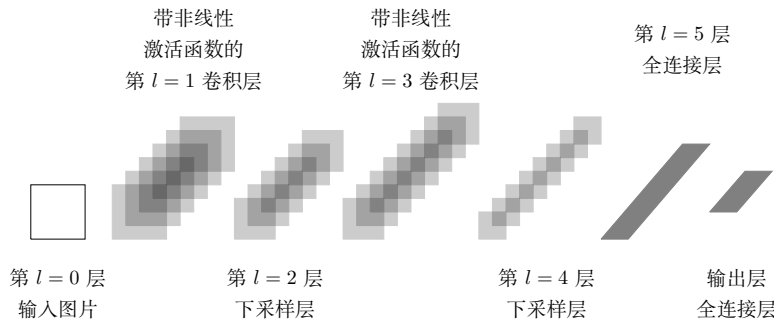 带非线性
激活函数的
第 l = 1 卷积层
带非线性
激活函数的
第 l = 3 卷积层
第 l = 5 层
全连接层
第 l = 0 层
输入图片
第 l = 2 层
下采样层
第 l = 4 层
下采样层
输出层
全连接层